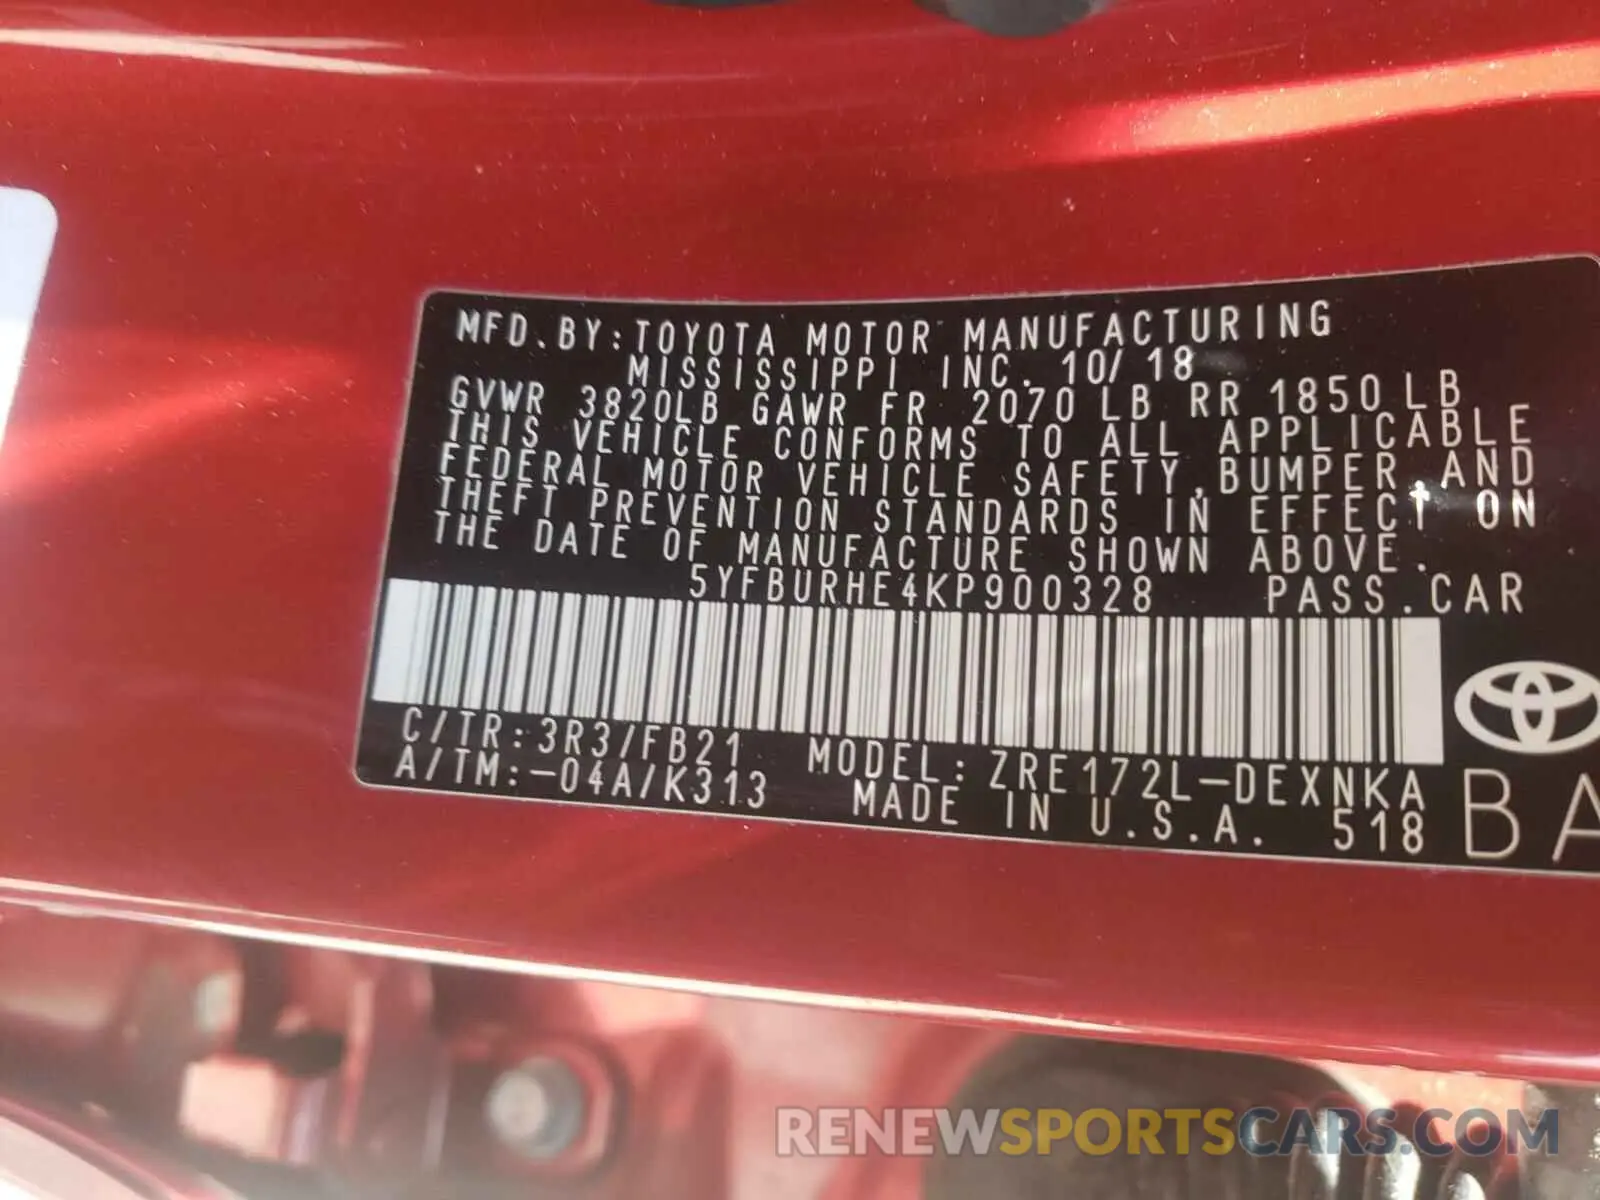 MFD. BY: TOYOTA MOTOR MANUFACTURING
MISSISSIPPI INC. 10/18
GVWR 3820LB GAWR FR 2070 LB RR 1850 LB
THIS VEHICLE CONFORMS TO ALL APPLICABLE
FEDERAL MOTOR VEHICLE SAFETY, BUMPER, AND
THEFT PREVENTION STANDARDS IN EFFECT ON
THE DATE OF MANUFACTURE SHOWN ABOVE.
5YFBURHE4KP900328 PASS. CAR
C/TR: 3R3/FB21 MODEL: ZRE172L-DEXNKA
A/TM: -04A/K313 MADE IN U.S.A. 518
BA
RENEWSPORTSCARS.COM